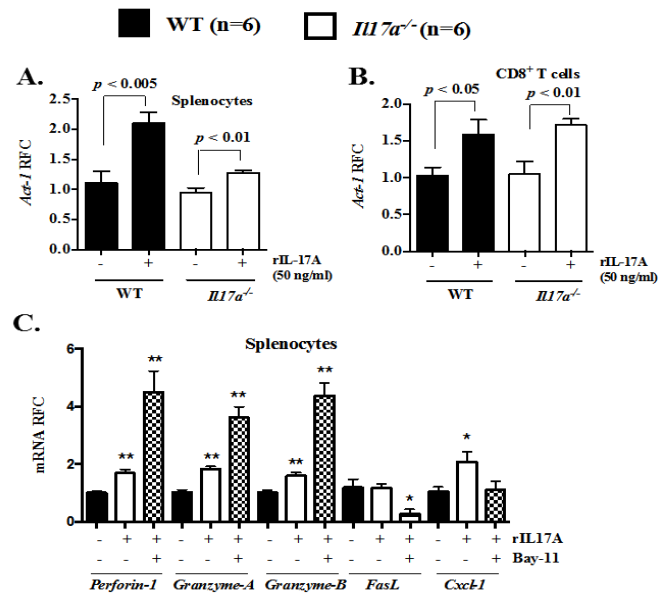 WT (n=6) Il17a-/- (n=6)
A.
p < 0.005
Splenocytes
p < 0.01
Act-1 RFC
2.5
2.0
1.5
1.0
0.5
0.0
- + - + rIL-17A
(50 ng/ml)
WT Il17a-/-
B.
CD8+ T cells
p < 0.05 p < 0.01
Act-1 RFC
2.0
1.5
1.0
0.5
0.0
- + - + rIL-17A
(50 ng/ml)
WT Il17a-/-
C.
Splenocytes
mRNA RFC
6
4
2
0
** ** ** ** ** ** * *
- + + - + + - + + - + + - + + rIL17A
- - + - - + - - + - - + - - + Bay-11
Perforin-1 Granzyme-A Granzyme-B FasL Cxcl-1